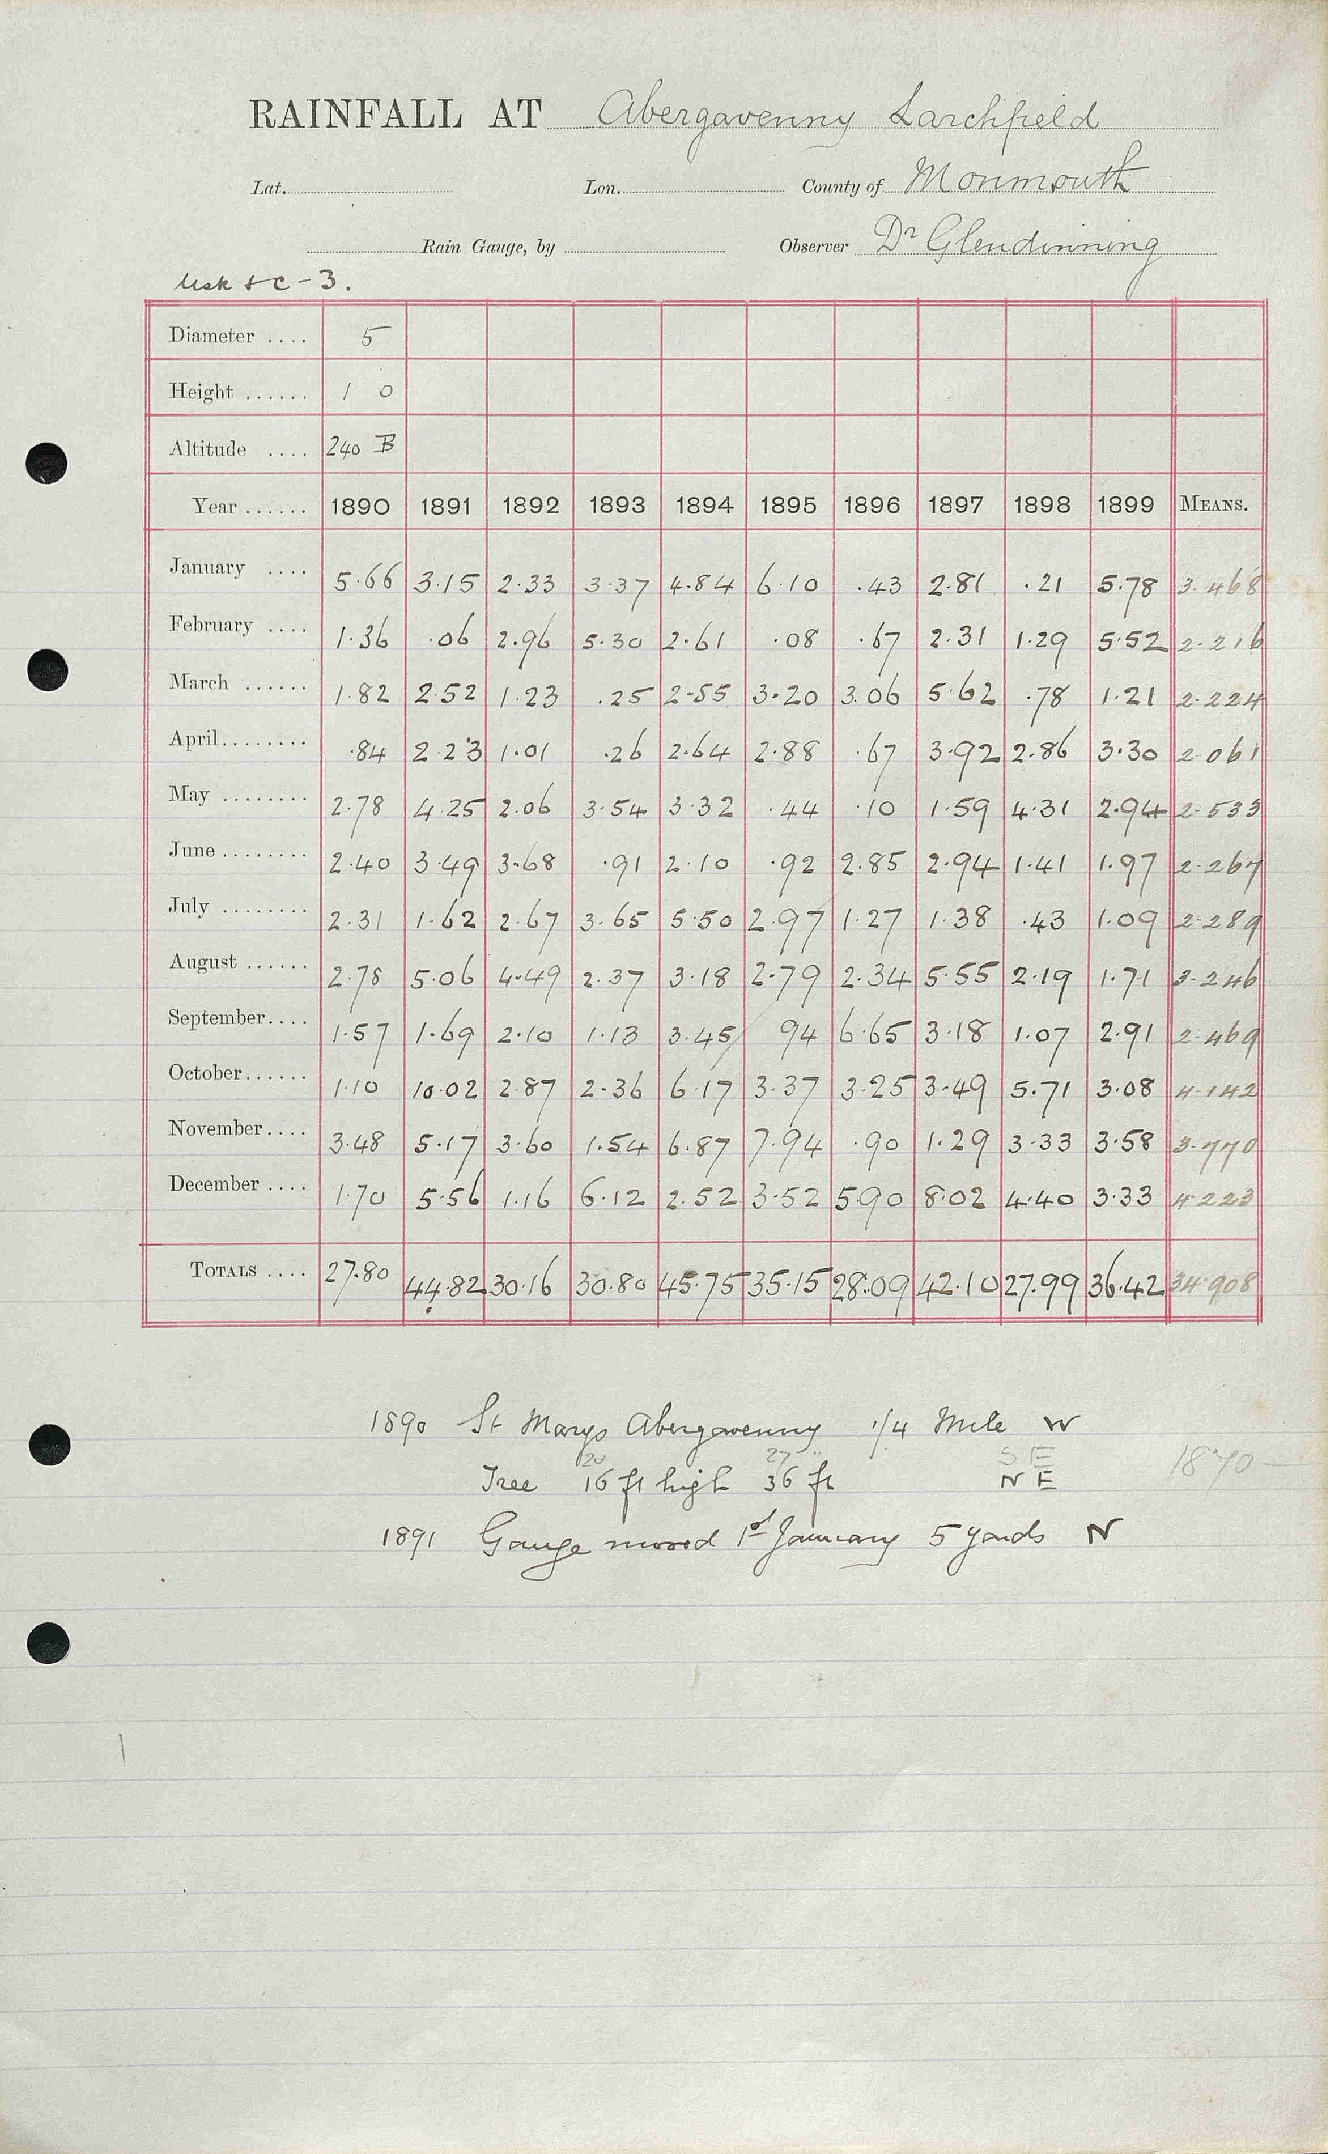 RAINFALL AT Abergavenny Larchfield
Lat. Lon. County of Monmouth
Rain Gauge, by Observer Dr Glendinning
Usk &c - 3.
Diameter .... 5
Height ...... 1 0
Altitude .... 240 B
Year ...... 1890 1891 1892 1893 1894 1895 1896 1897 1898 1899 MEANS.
January .... 5.66 3.15 2.33 3.37 4.84 6.10 .43 2.81 .21 5.78 3.468
February .... 1.36 .06 2.96 5.30 2.61 .08 .67 2.31 1.29 5.52 2.216
March ...... 1.82 2.52 1.23 .25 2.55 3.20 3.06 5.62 .78 1.21 2.224
April........ .84 2.23 1.01 .26 2.64 2.88 .67 3.92 2.86 3.30 2.061
May ........ 2.78 4.25 2.06 3.54 3.32 .44 .10 1.59 4.31 2.94 2.533
June ........ 2.40 3.49 3.68 .91 2.10 .92 2.85 2.94 1.41 1.97 2.267
July ........ 2.31 1.62 2.67 3.65 5.50 2.97 1.27 1.38 .43 1.09 2.289
August ...... 2.78 5.06 4.49 2.37 3.18 2.79 2.34 5.55 2.19 1.71 3.246
September.... 1.57 1.69 2.10 1.13 3.45 94 6.65 3.18 1.07 2.91 2.469
October...... 1.10 10.02 2.87 2.36 6.17 3.37 3.25 3.49 5.71 3.08 4.142
November.... 3.48 5.17 3.60 1.54 6.87 7.94 .90 1.29 3.33 3.58 3.770
December .... 1.70 5.56 1.16 6.12 2.52 3.52 5.90 8.02 4.40 3.33 4.223
TOTALS .... 27.80 44.82 30.16 30.80 45.75 35.15 28.09 42.10 27.99 36.42 34.908
1890 St Marys Abergavenny 1/4 Mile W
20 27 " S E
Tree 16 ft high 36 ft N E
1870 —
1891 Gauge moved 1st January 5 yards N